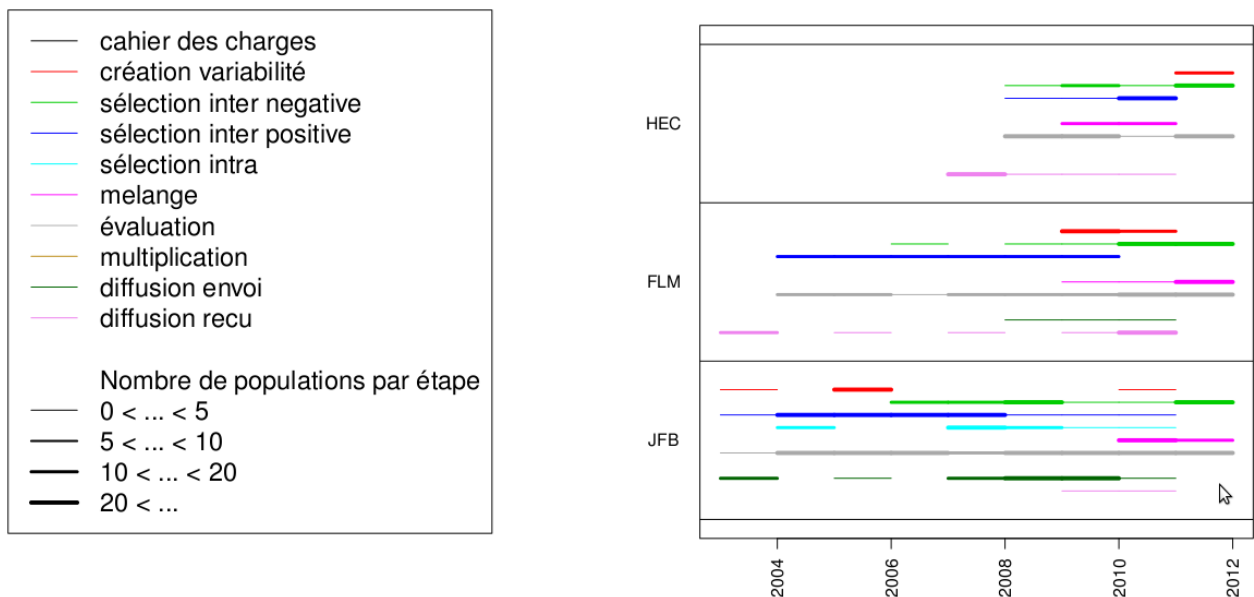 cahier des charges
création variabilité
sélection inter negative
sélection inter positive
sélection intra
melange
évaluation
multiplication
diffusion envoi
diffusion recu
Nombre de populations par étape
0 < ... < 5
5 < ... < 10
10 < ... < 20
20 < ...
HEC
FLM
JFB
2004
2006
2008
2010
2012